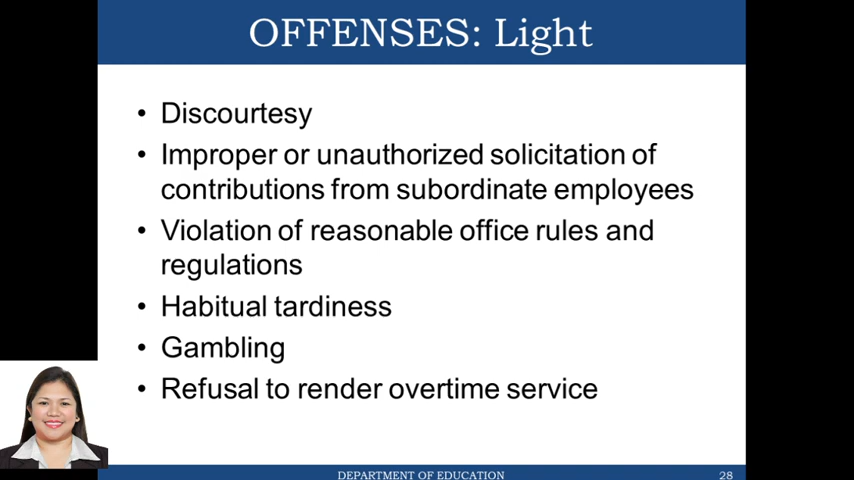 OFFENSES: Light
• Discourtesy
• Improper or unauthorized solicitation of
contributions from subordinate employees
• Violation of reasonable office rules and
regulations
• Habitual tardiness
• Gambling
• Refusal to render overtime service
DEPARTMENT OF EDUCATION
28